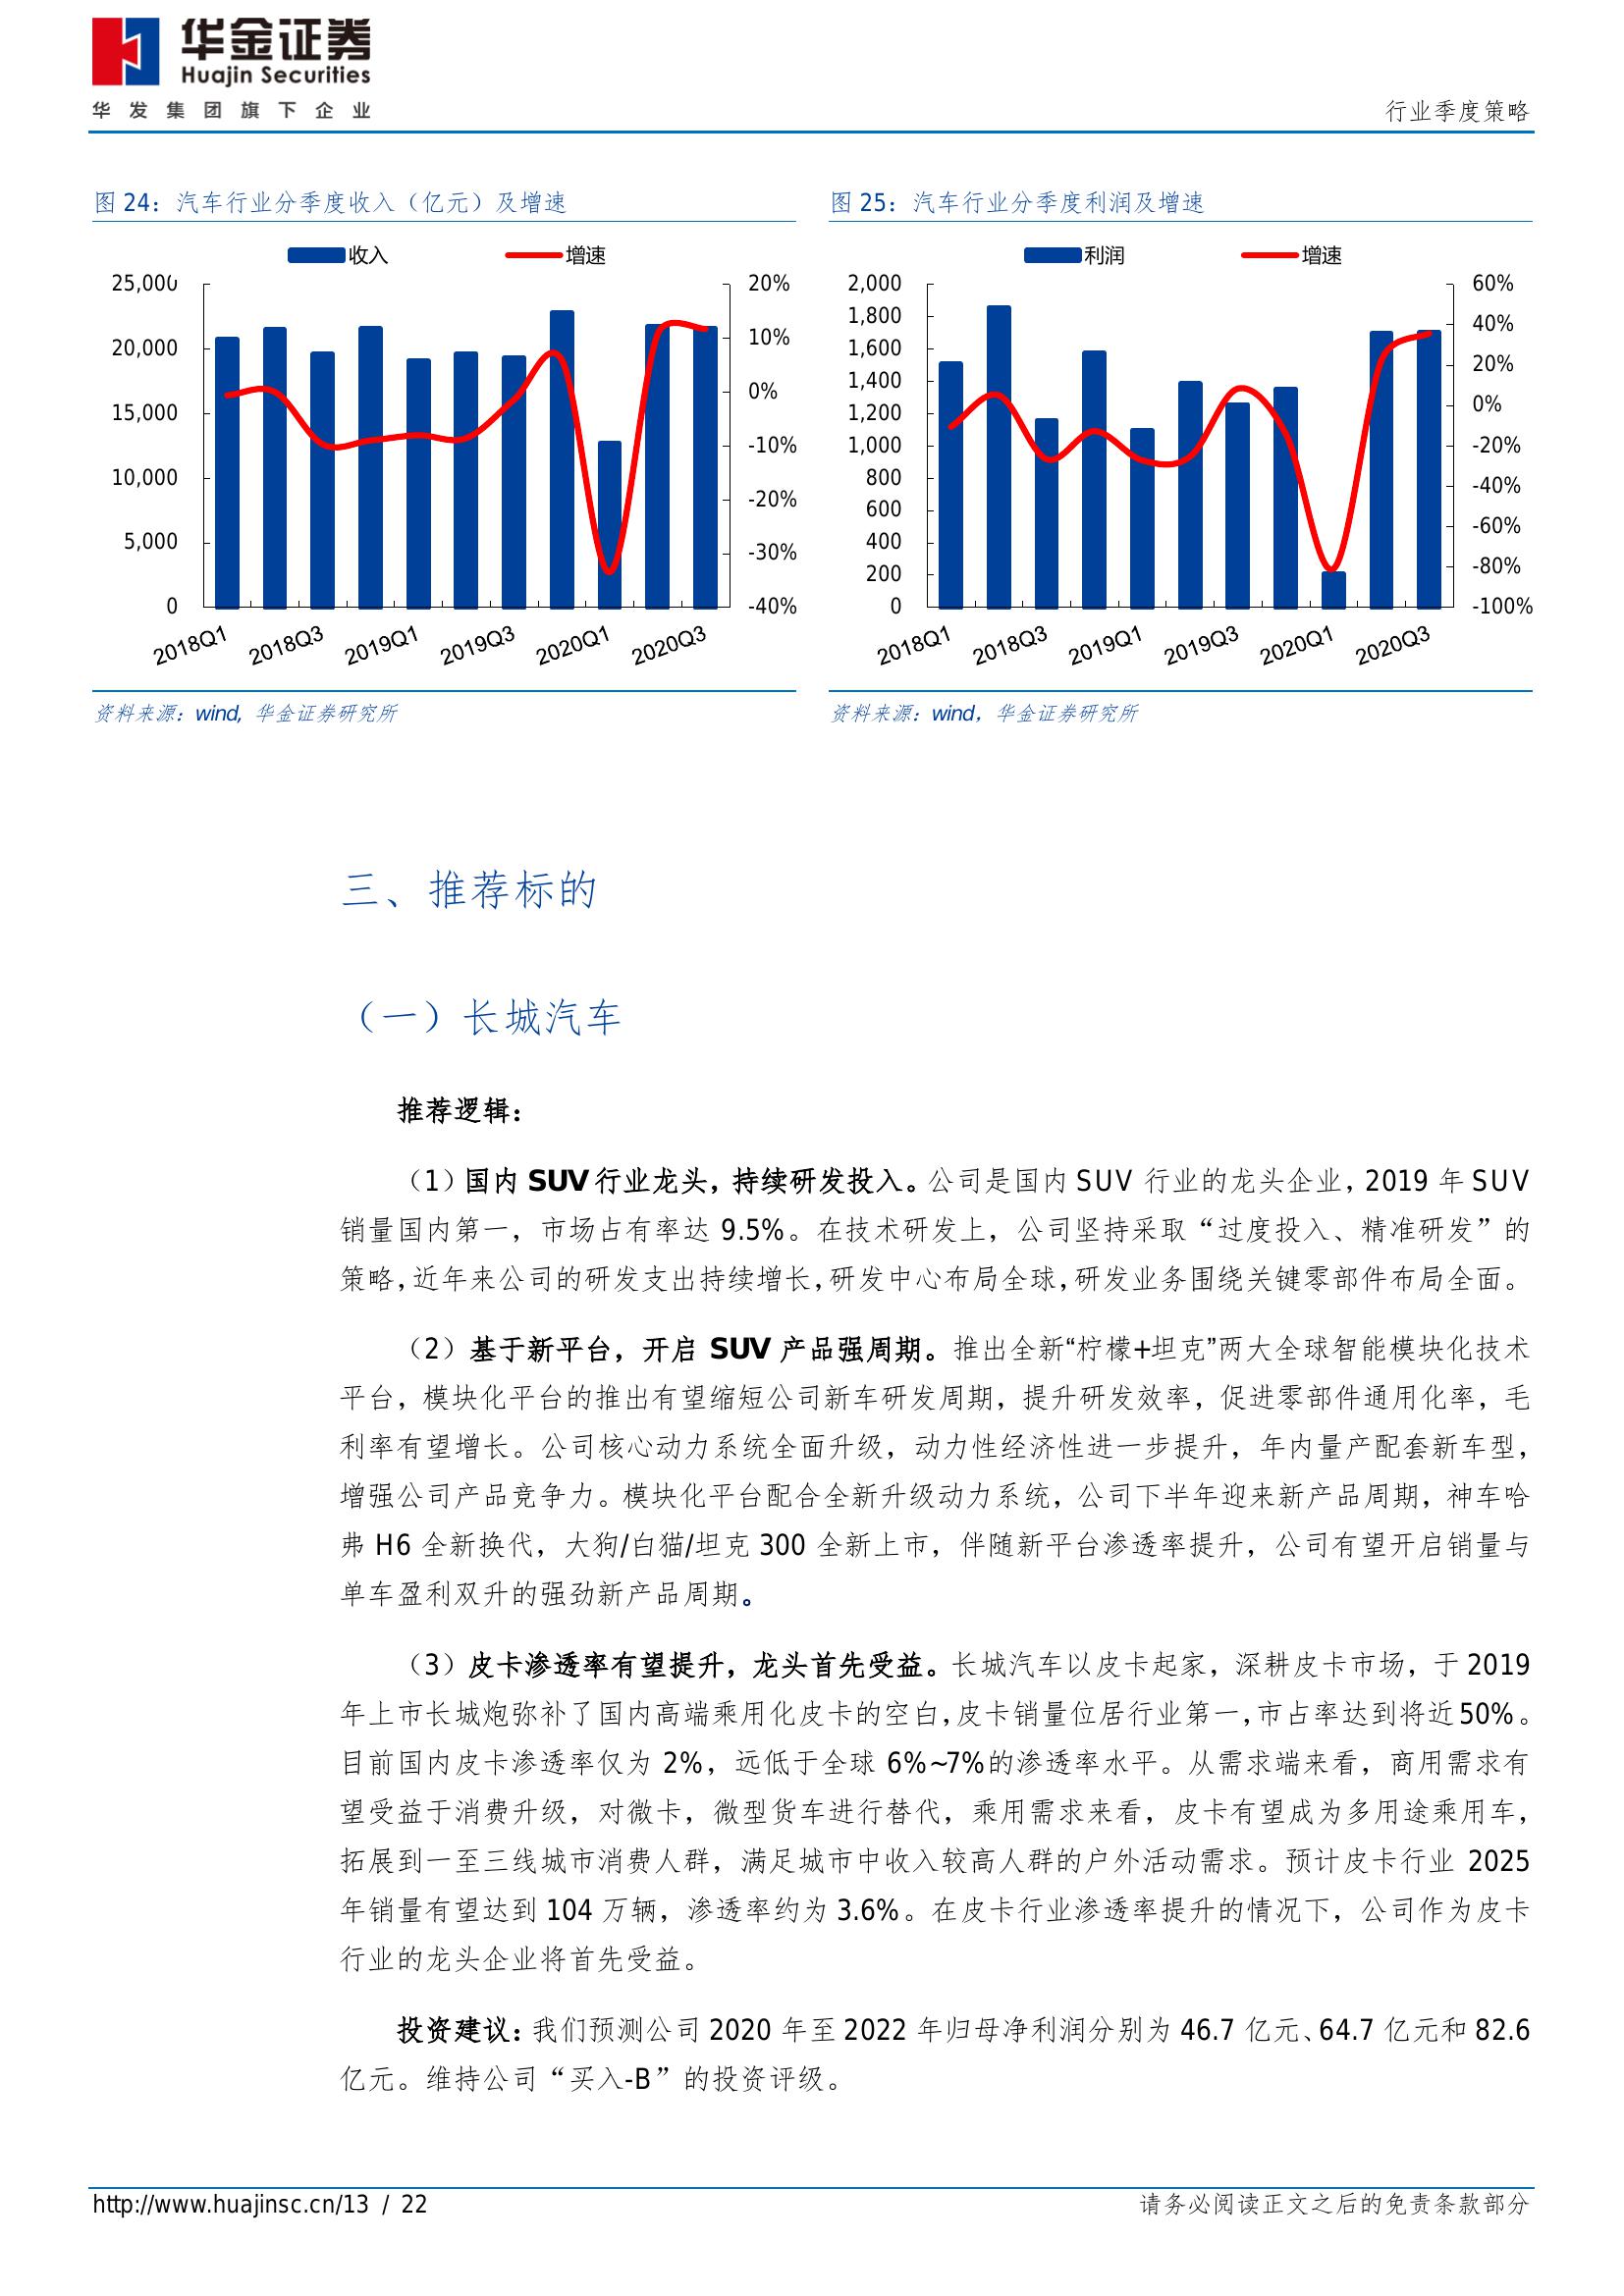 华金证券
Huajin Securities
华发集团旗下企业
行业季度策略
图 24：汽车行业分季度收入（亿元）及增速
收入
增速
25,000
20,000
15,000
10,000
5,000
0
20%
10%
0%
-10%
-20%
-30%
-40%
2018Q1
2018Q3
2019Q1
2019Q3
2020Q1
2020Q3
资料来源：wind, 华金证券研究所
图 25：汽车行业分季度利润及增速
利润
增速
2,000
1,800
1,600
1,400
1,200
1,000
800
600
400
200
0
60%
40%
20%
0%
-20%
-40%
-60%
-80%
-100%
2018Q1
2018Q3
2019Q1
2019Q3
2020Q1
2020Q3
资料来源：wind，华金证券研究所
三、推荐标的
（一）长城汽车
推荐逻辑：
（1）国内 SUV 行业龙头，持续研发投入。公司是国内 SUV 行业的龙头企业，2019 年 SUV
销量国内第一，市场占有率达 9.5%。在技术研发上，公司坚持采取“过度投入、精准研发”的
策略，近年来公司的研发支出持续增长，研发中心布局全球，研发业务围绕关键零部件布局全面。
（2）基于新平台，开启 SUV 产品强周期。推出全新“柠檬+坦克”两大全球智能模块化技术
平台，模块化平台的推出有望缩短公司新车研发周期，提升研发效率，促进零部件通用化率，毛
利率有望增长。公司核心动力系统全面升级，动力性经济性进一步提升，年内量产配套新车型，
增强公司产品竞争力。模块化平台配合全新升级动力系统，公司下半年迎来新产品周期，神车哈
弗 H6 全新换代，大狗/白猫/坦克 300 全新上市，伴随新平台渗透率提升，公司有望开启销量与
单车盈利双升的强劲新产品周期。
（3）皮卡渗透率有望提升，龙头首先受益。长城汽车以皮卡起家，深耕皮卡市场，于 2019
年上市长城炮弥补了国内高端乘用化皮卡的空白，皮卡销量位居行业第一，市占率达到将近 50%。
目前国内皮卡渗透率仅为 2%，远低于全球 6%~7%的渗透率水平。从需求端来看，商用需求有
望受益于消费升级，对微卡，微型货车进行替代，乘用需求来看，皮卡有望成为多用途乘用车，
拓展到一至三线城市消费人群，满足城市中收入较高人群的户外活动需求。预计皮卡行业 2025
年销量有望达到 104 万辆，渗透率约为 3.6%。在皮卡行业渗透率提升的情况下，公司作为皮卡
行业的龙头企业将首先受益。
投资建议：我们预测公司 2020 年至 2022 年归母净利润分别为 46.7 亿元、64.7 亿元和 82.6
亿元。维持公司“买入-B”的投资评级。
http://www.huajinsc.cn/13 / 22
请务必阅读正文之后的免责条款部分